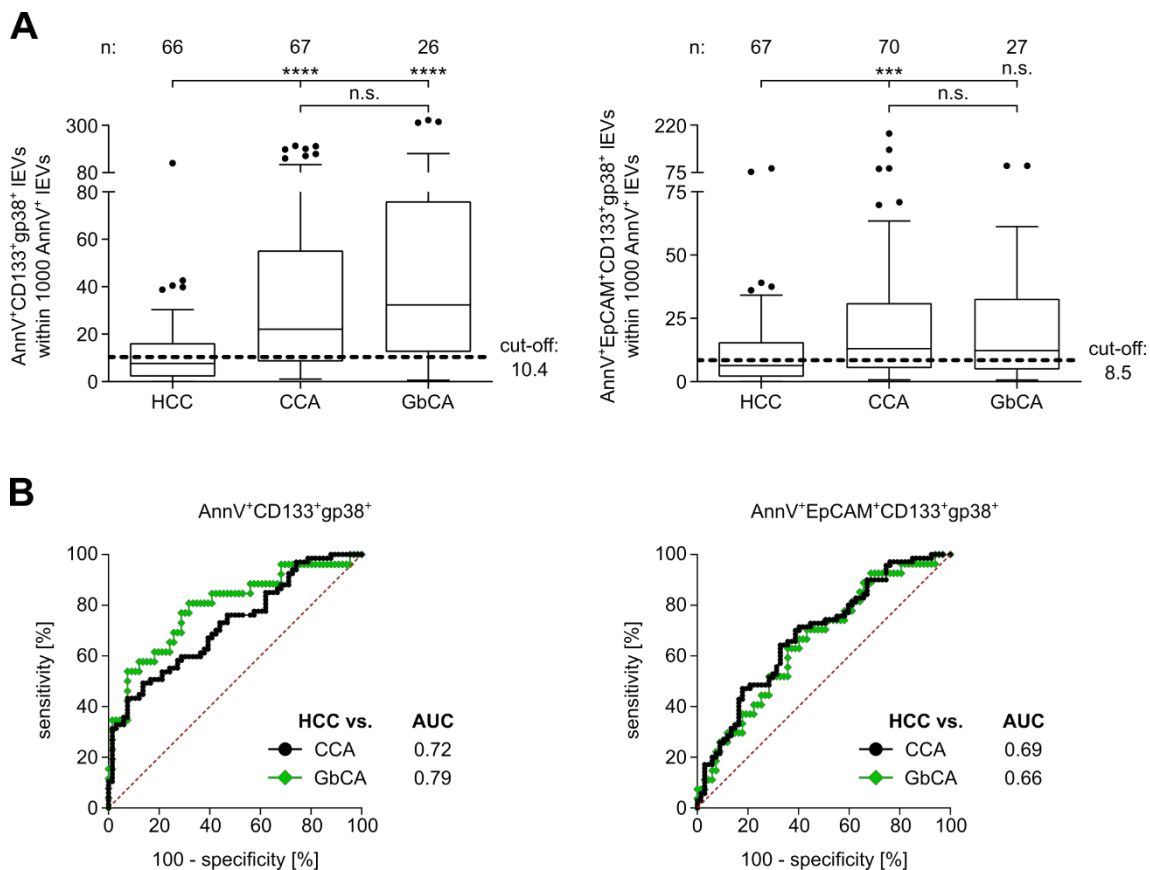 A
n: 66 67 26
**** ****
n.s.
AnnV⁺CD133⁺gp38⁺ lEVs
within 1000 AnnV⁺ lEVs
300
80
80
60
40
20
0
HCC CCA GbCA
cut-off:
10.4
67 70 27
*** n.s.
n.s.
AnnV⁺EpCAM⁺CD133⁺gp38⁺ lEVs
within 1000 AnnV⁺ lEVs
220
75
75
50
25
0
HCC CCA GbCA
cut-off:
8.5
B
AnnV⁺CD133⁺gp38⁺
sensitivity [%]
100
80
60
40
20
0
0 20 40 60 80 100
100 - specificity [%]
HCC vs. AUC
CCA 0.72
GbCA 0.79
AnnV⁺EpCAM⁺CD133⁺gp38⁺
sensitivity [%]
100
80
60
40
20
0
0 20 40 60 80 100
100 - specificity [%]
HCC vs. AUC
CCA 0.69
GbCA 0.66